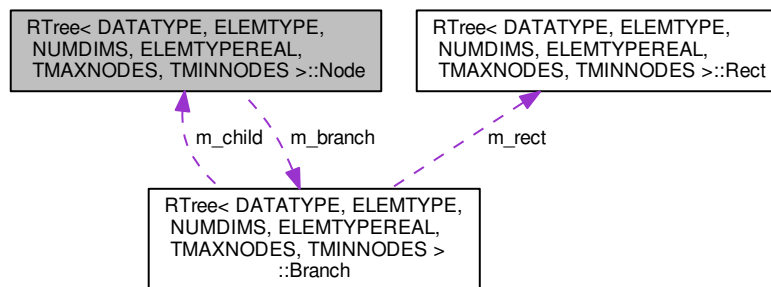 RTree< DATATYPE, ELEMTYPE,
NUMDIMS, ELEMTYPEREAL,
TMAXNODES, TMINNODES >::Node
RTree< DATATYPE, ELEMTYPE,
NUMDIMS, ELEMTYPEREAL,
TMAXNODES, TMINNODES >::Rect
m_child
m_branch
m_rect
RTree< DATATYPE, ELEMTYPE,
NUMDIMS, ELEMTYPEREAL,
TMAXNODES, TMINNODES >
::Branch